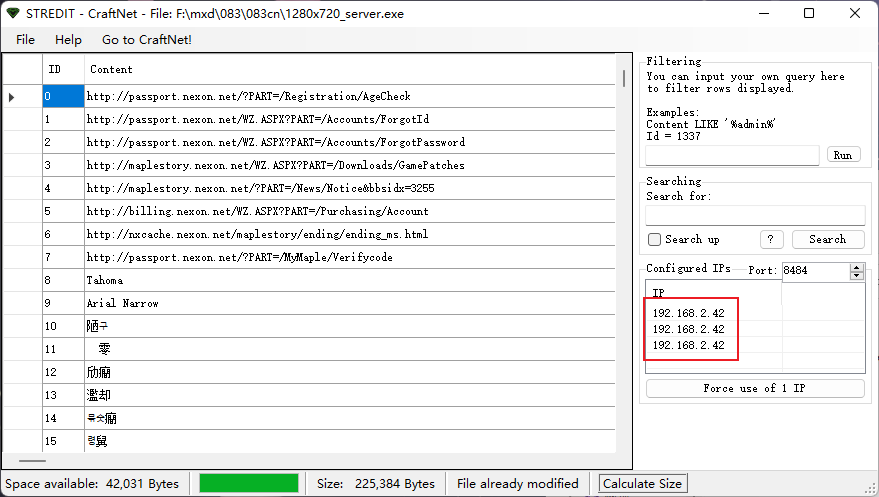 STREDIT - CraftNet - File: F:\mxd\083\083cn\1280x720_server.exe
File Help Go to CraftNet!
ID Content
0 http://passport.nexon.net/?PART=/Registration/AgeCheck
1 http://passport.nexon.net/WZ.ASPX?PART=/Accounts/ForgotId
2 http://passport.nexon.net/WZ.ASPX?PART=/Accounts/ForgotPassword
3 http://maplestory.nexon.net/WZ.ASPX?PART=/Downloads/GamePatches
4 http://maplestory.nexon.net/?PART=/News/Notice&bbsidx=3255
5 http://billing.nexon.net/WZ.ASPX?PART=/Purchasing/Account
6 http://nxcache.nexon.net/maplestory/ending/ending_ms.html
7 http://passport.nexon.net/?PART=/MyMaple/Verifycode
8 Tahoma
9 Arial Narrow
10 陋구
11 零
12
13 濫却
14
15
Filtering
You can input your own query here
to filter rows displayed.
Examples:
Content LIKE '%admin%'
Id = 1337
Run
Searching
Search for:
Search up ? Search
Configured IPs Port: 8484
IP
192.168.2.42
192.168.2.42
192.168.2.42
Force use of 1 IP
Space available: 42,031 Bytes Size: 225,384 Bytes File already modified Calculate Size